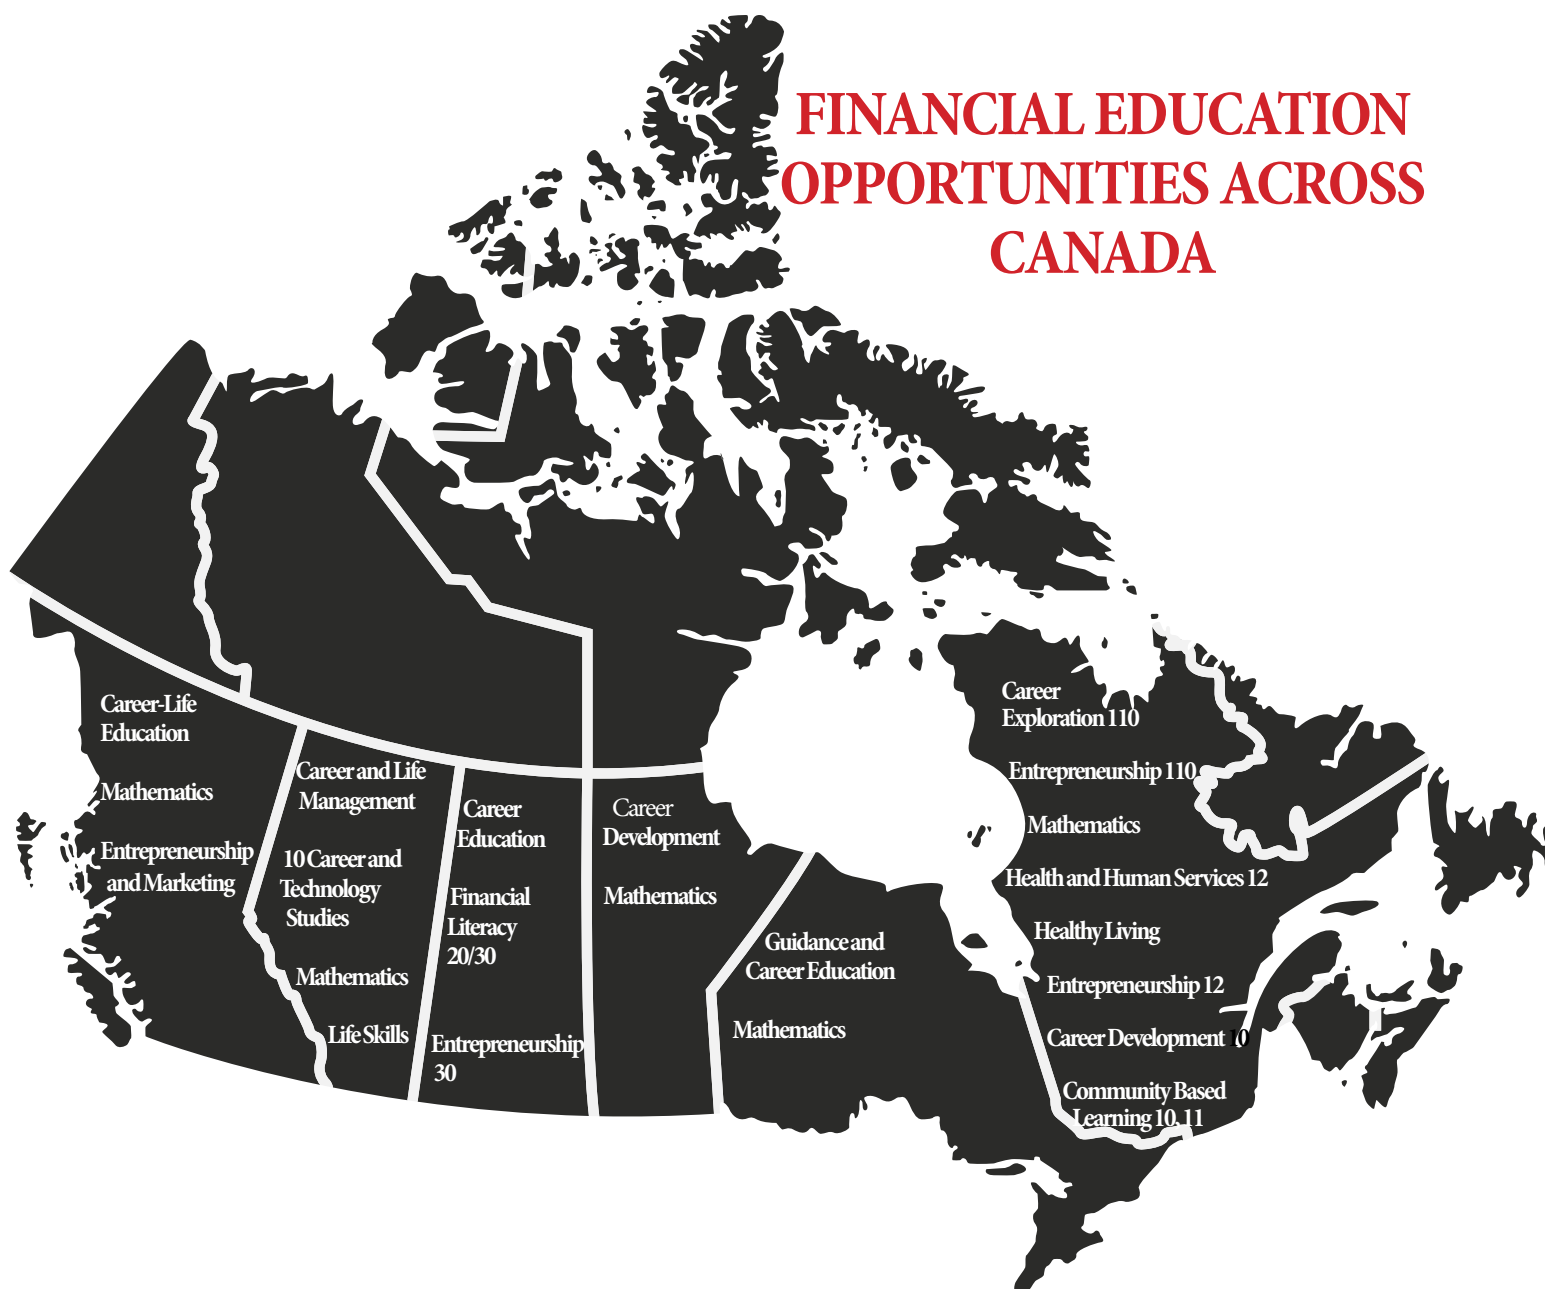 FINANCIAL EDUCATION
OPPORTUNITIES ACROSS
CANADA
Career-Life
Education
Mathematics
Entrepreneurship
and Marketing
Career and Life
Management
10 Career and
Technology
Studies
Mathematics
Life Skills
Career
Education
Financial
Literacy
20/30
Entrepreneurship
30
Career
Development
Mathematics
Guidance and
Career Education
Mathematics
Career
Exploration 110
Entrepreneurship 110
Mathematics
Health and Human Services 12
Healthy Living
Entrepreneurship 12
Career Development 10
Community Based
Learning 10, 11